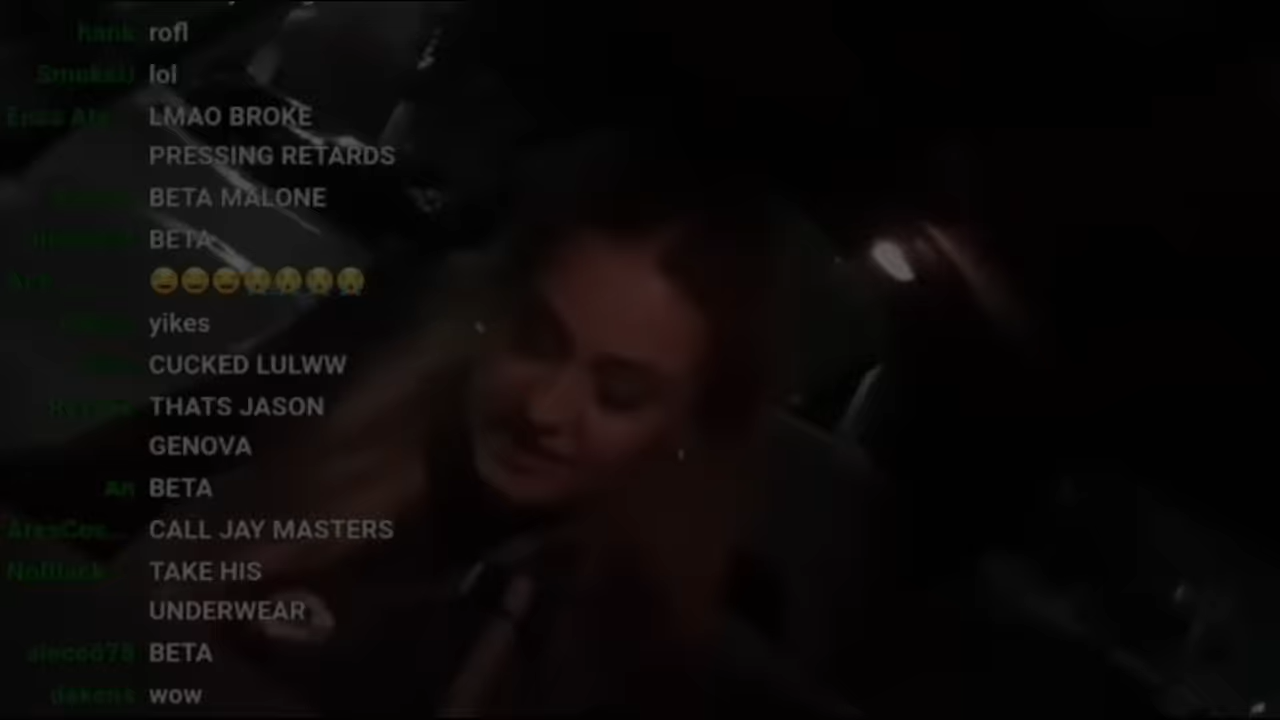 hank rofl
lol
LMAO BROKE
PRESSING RETARDS
BETA MALONE
BETA
😂😂😂😭😭😭😭
yikes
CUCKED LULWW
THATS JASON
GENOVA
BETA
CALL JAY MASTERS
TAKE HIS
UNDERWEAR
BETA
wow